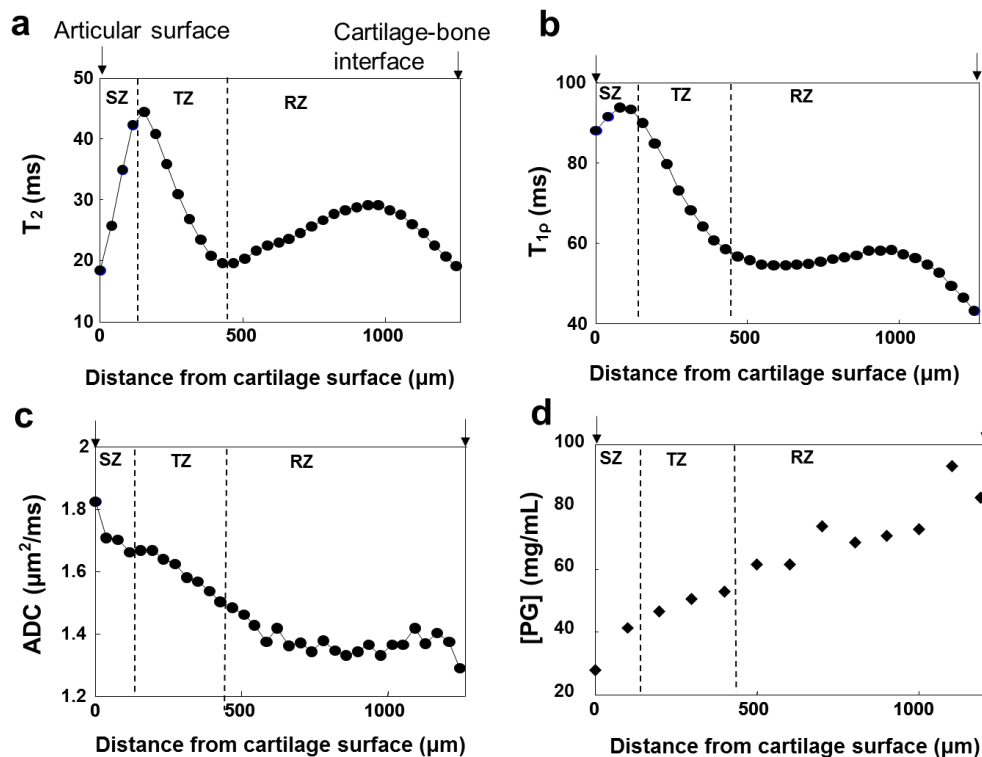 a
Articular surface
Cartilage-bone
interface
50
40
30
20
10
T₂ (ms)
SZ
TZ
RZ
0
500
1000
Distance from cartilage surface (µm)
b
100
80
60
40
T₁ρ (ms)
SZ
TZ
RZ
0
500
1000
Distance from cartilage surface (µm)
c
2
1.8
1.6
1.4
1.2
ADC (µm²/ms)
SZ
TZ
RZ
0
500
1000
Distance from cartilage surface (µm)
d
100
80
60
40
20
[PG] (mg/mL)
SZ
TZ
RZ
0
500
1000
Distance from cartilage surface (µm)